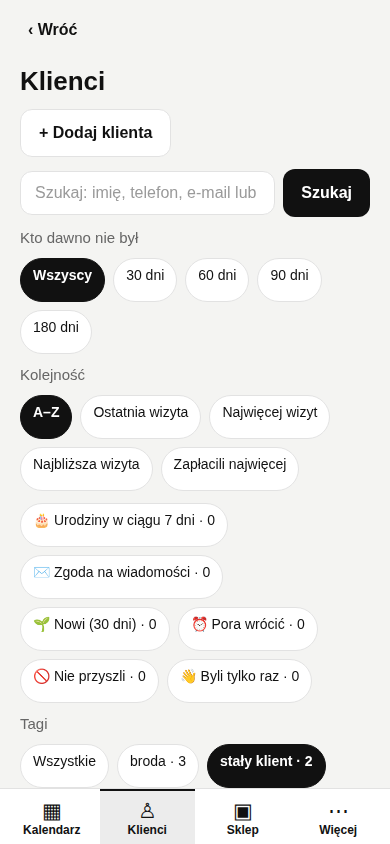 ‹ Wróć
Klienci
+ Dodaj klienta
Szukaj: imię, telefon, e-mail lub
Szukaj
Kto dawno nie był
Wszyscy 30 dni 60 dni 90 dni
180 dni
Kolejność
A–Z Ostatnia wizyta Najwięcej wizyt
Najbliższa wizyta Zapłacili najwięcej
🎂 Urodziny w ciągu 7 dni · 0
✉️ Zgoda na wiadomości · 0
🌱 Nowi (30 dni) · 0 ⏰ Pora wrócić · 0
🚫 Nie przyszli · 0 👋 Byli tylko raz · 0
Tagi
Wszystkie broda · 3 stały klient · 2
Kalendarz Klienci Sklep Więcej